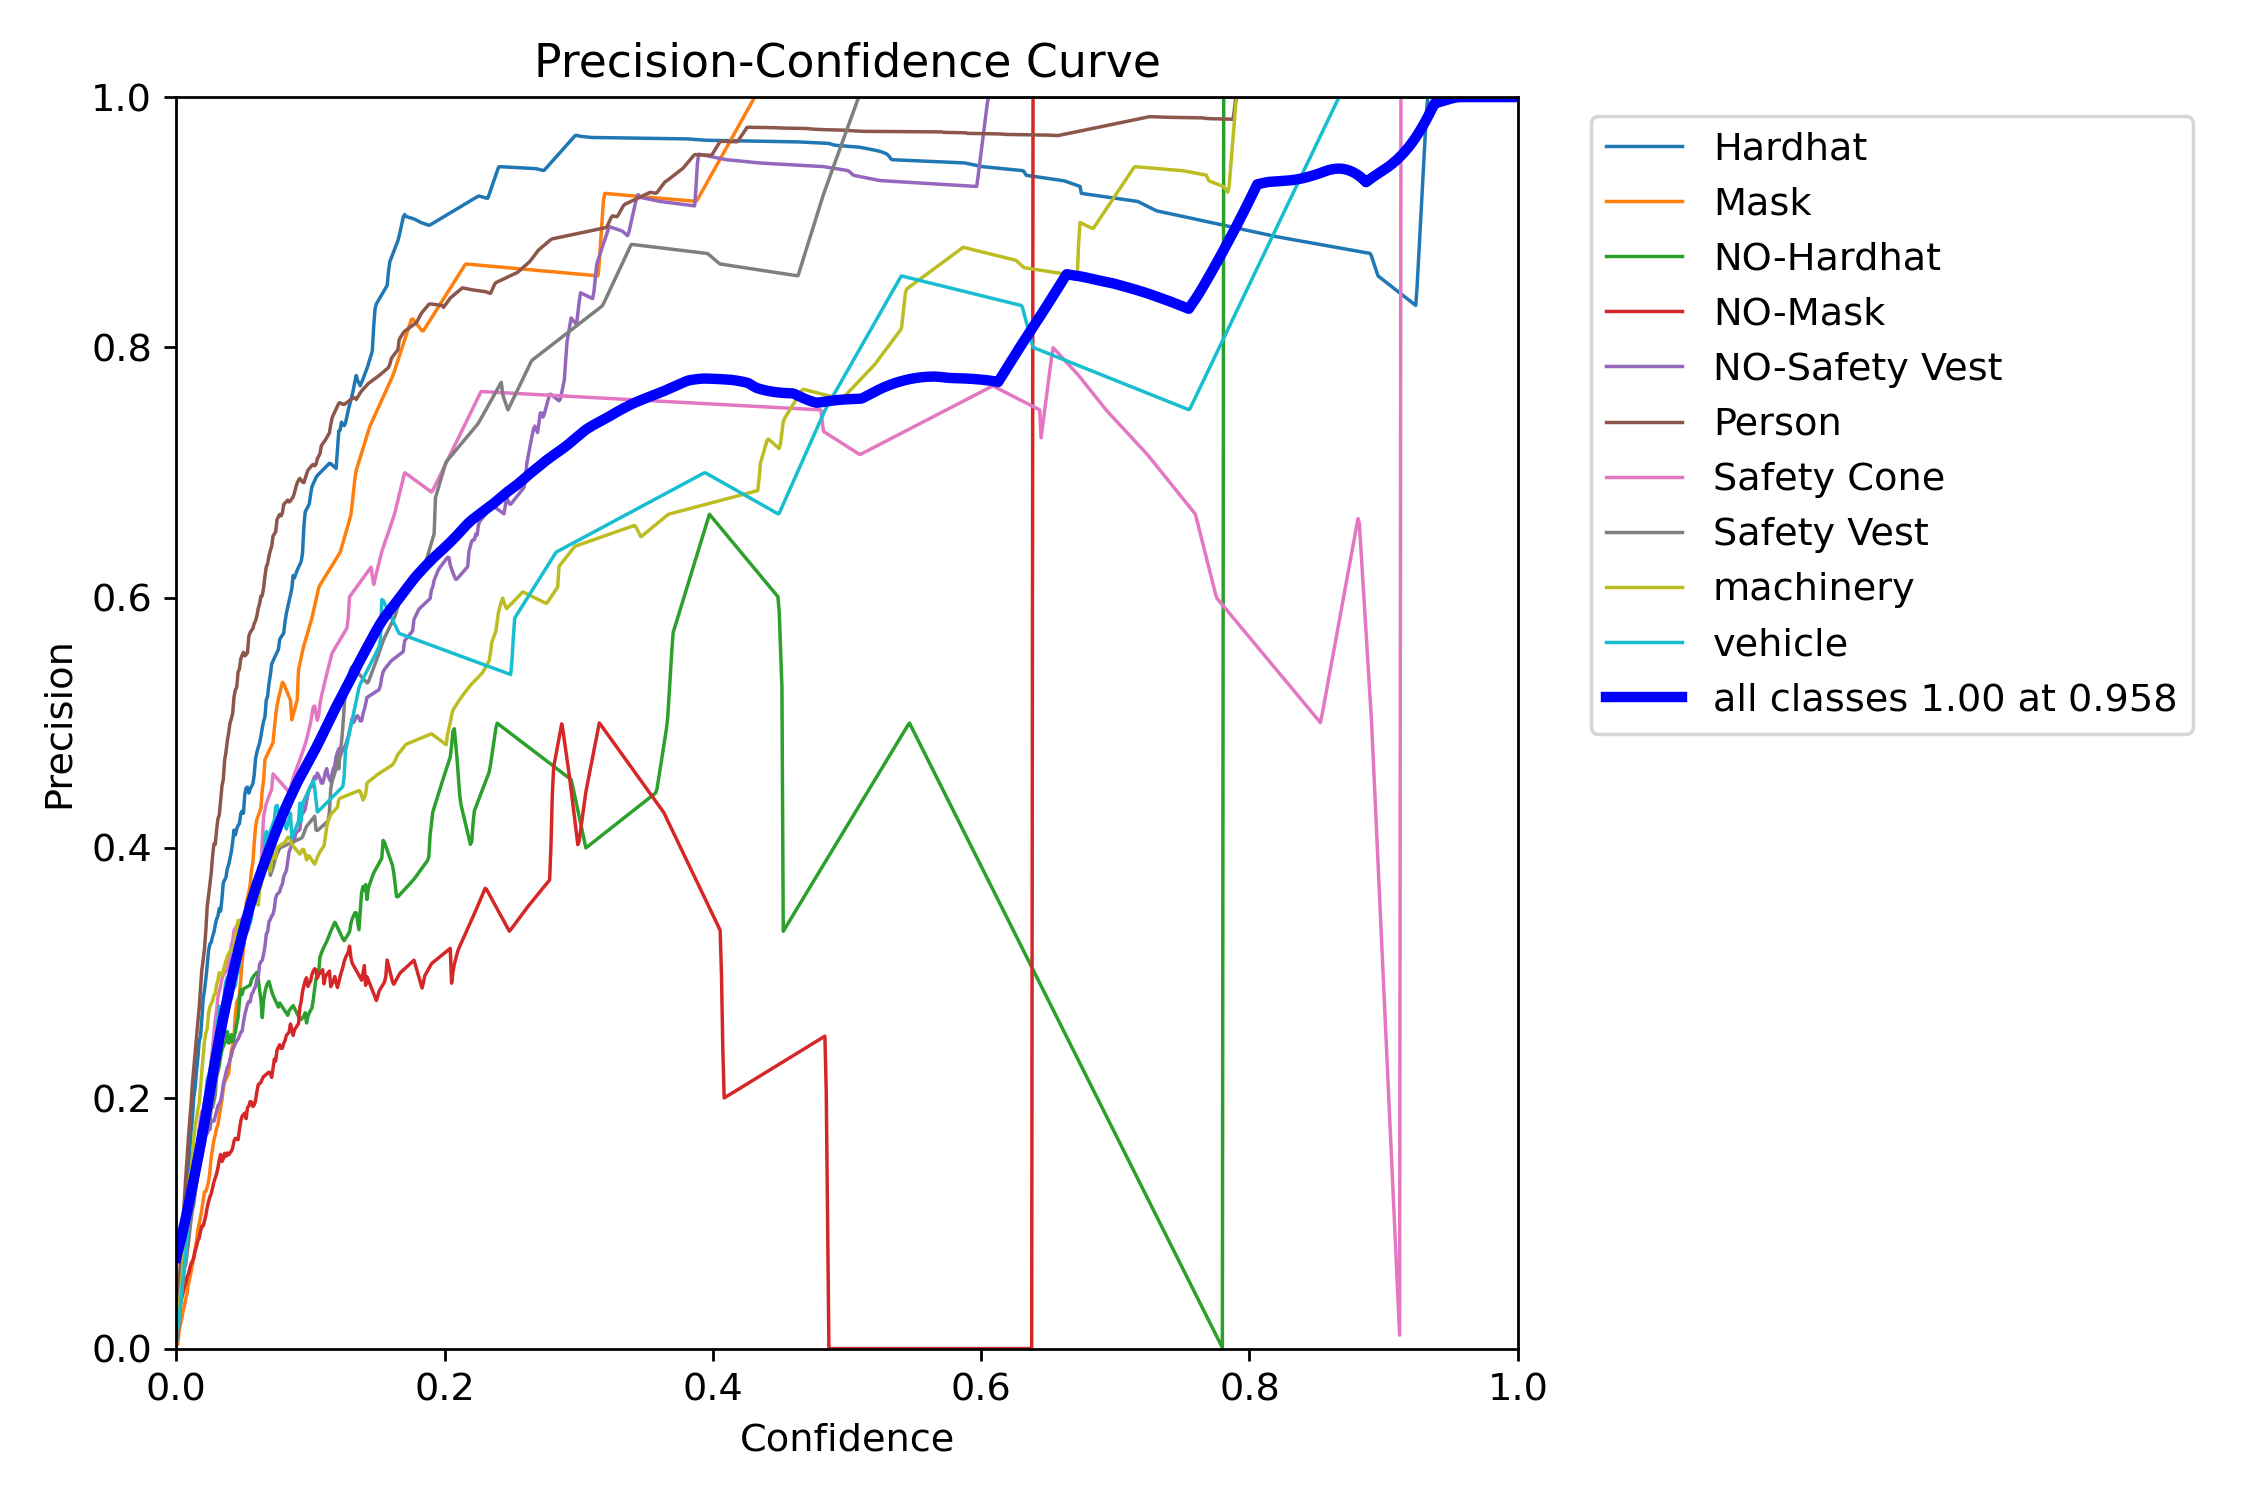 Precision-Confidence Curve
1.0
0.8
0.6
0.4
0.2
0.0
Precision
0.0 0.2 0.4 0.6 0.8 1.0
Confidence
Hardhat
Mask
NO-Hardhat
NO-Mask
NO-Safety Vest
Person
Safety Cone
Safety Vest
machinery
vehicle
all classes 1.00 at 0.958